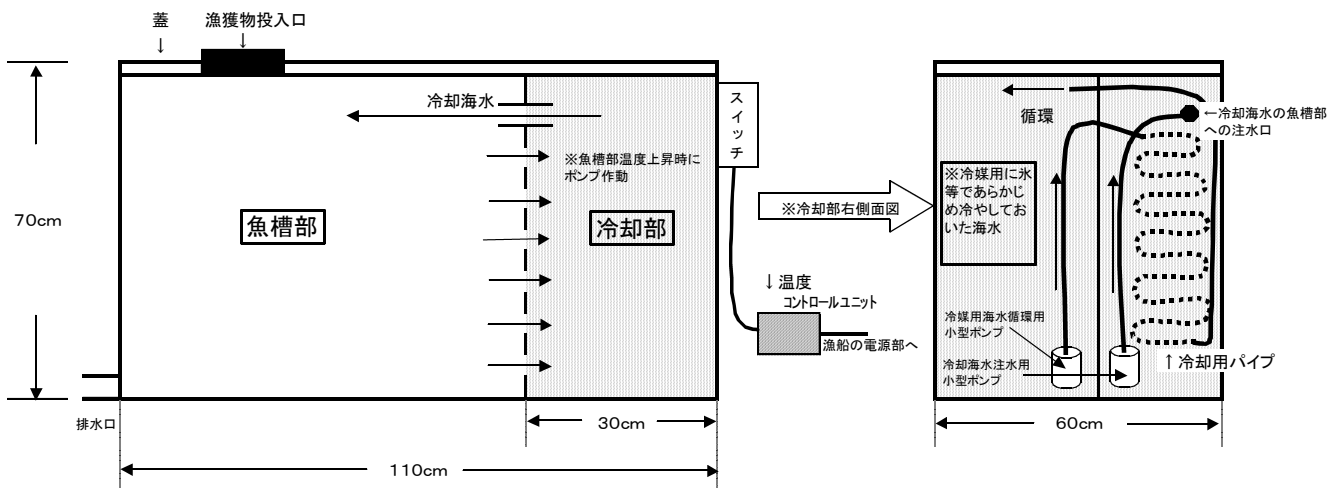 蓋
漁獲物投入口
↓
↓
冷却海水
※魚槽部温度上昇時に
ポンプ作動
魚槽部
冷却部
70cm
排水口
30cm
110cm
スイッチ
※冷却部右側面図
↓温度
コントロールユニット
漁船の電源部へ
循環
←冷却海水の魚槽部
への注水口
※冷媒用に氷
等であらかじ
め冷やしてお
いた海水
冷媒用海水循環用
小型ポンプ
冷却海水注水用
小型ポンプ
↑冷却用パイプ
60cm